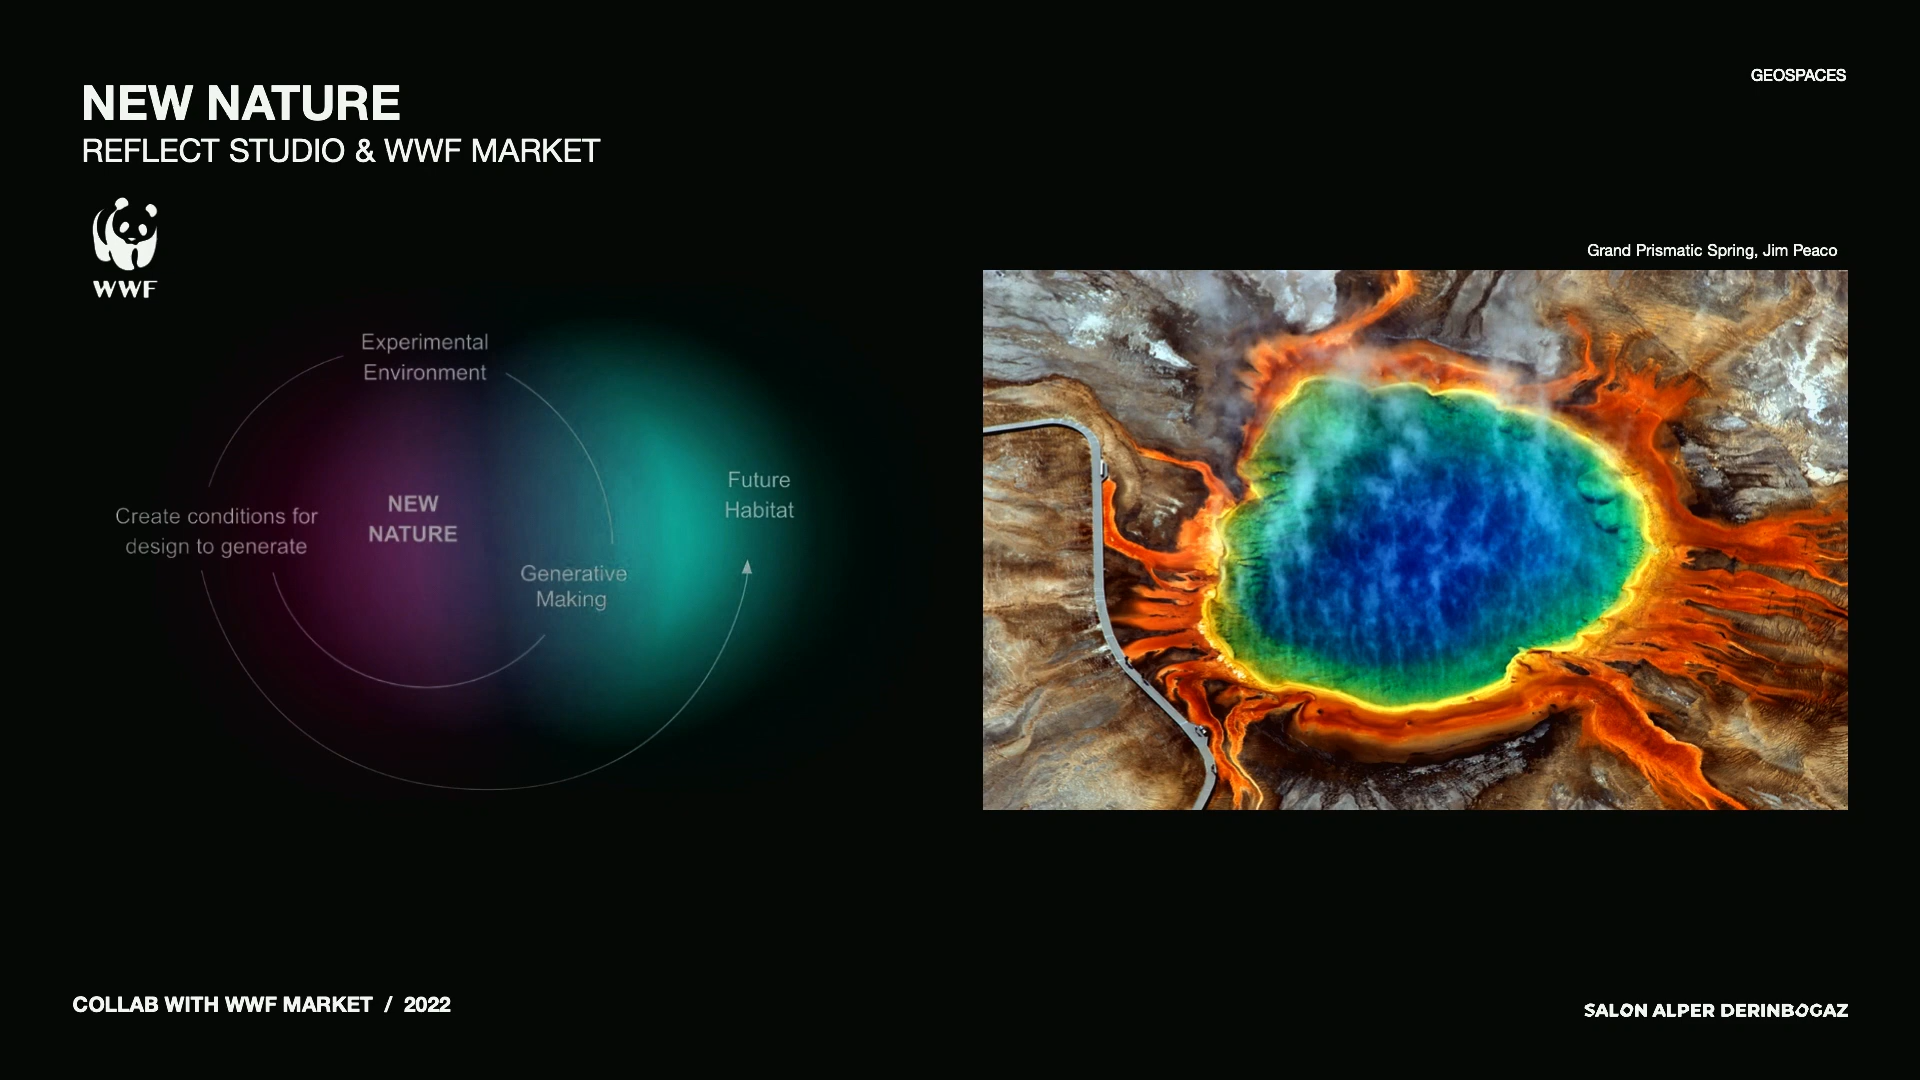 NEW NATURE
REFLECT STUDIO & WWF MARKET
GEOSPACES
WWF
Grand Prismatic Spring, Jim Peaco
Experimental
Environment
Future
Habitat
NEW
NATURE
Create conditions for
design to generate
Generative
Making
COLLAB WITH WWF MARKET / 2022
SALON ALPER DERINBOGAZ